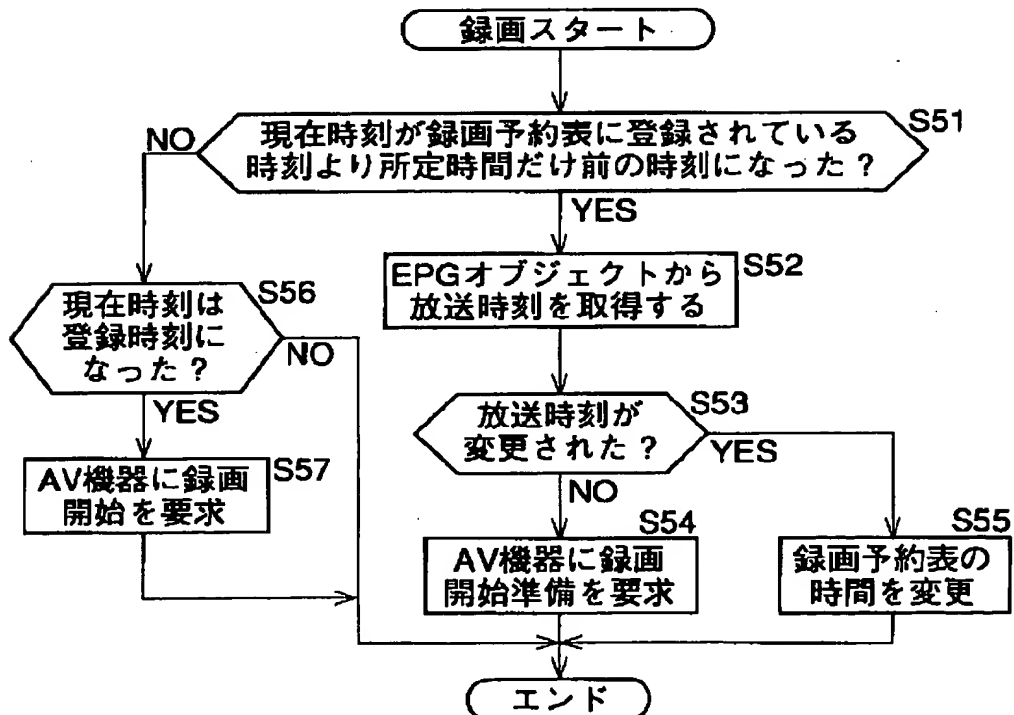 録画スタート
S51
現在時刻が録画予約表に登録されている
時刻より所定時間だけ前の時刻になった?
NO
YES
S52
EPGオブジェクトから
放送時刻を取得する
S56
現在時刻は
登録時刻に
なった?
NO
YES
S53
放送時刻が
変更された?
YES
NO
S57
AV機器に録画
開始を要求
S54
AV機器に録画
開始準備を要求
S55
録画予約表の
時間を変更
エンド